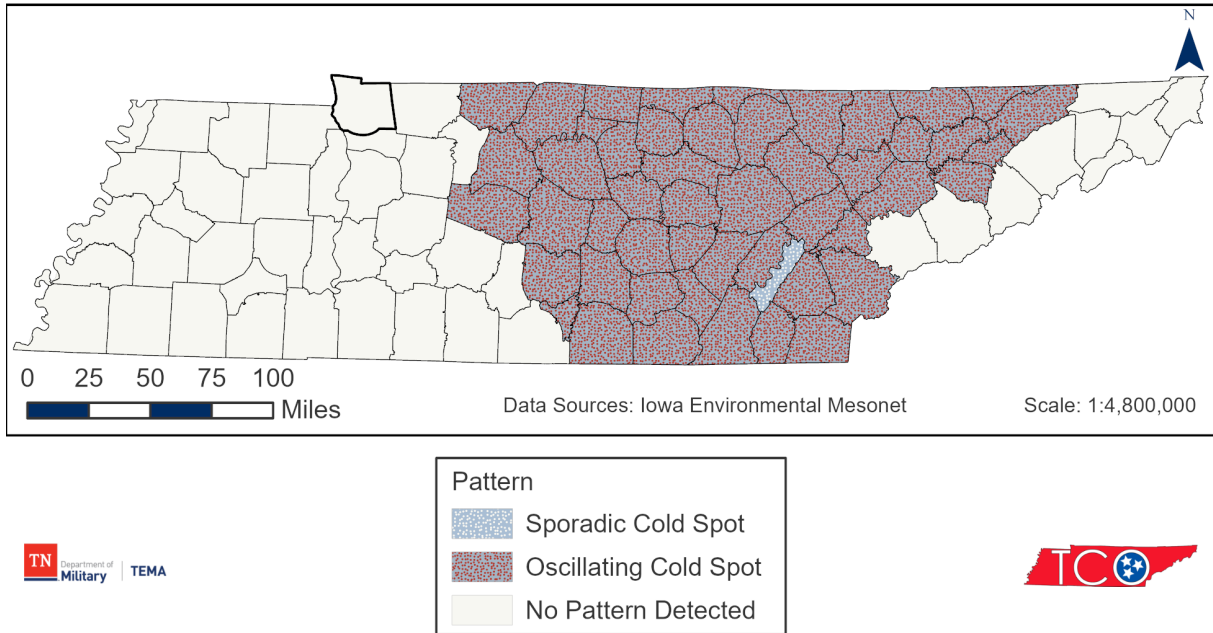 N
0 25 50 75 100
Miles
Data Sources: Iowa Environmental Mesonet
Scale: 1:4,800,000
Pattern
Sporadic Cold Spot
Oscillating Cold Spot
No Pattern Detected
TN
Department of
Military | TEMA
TCO